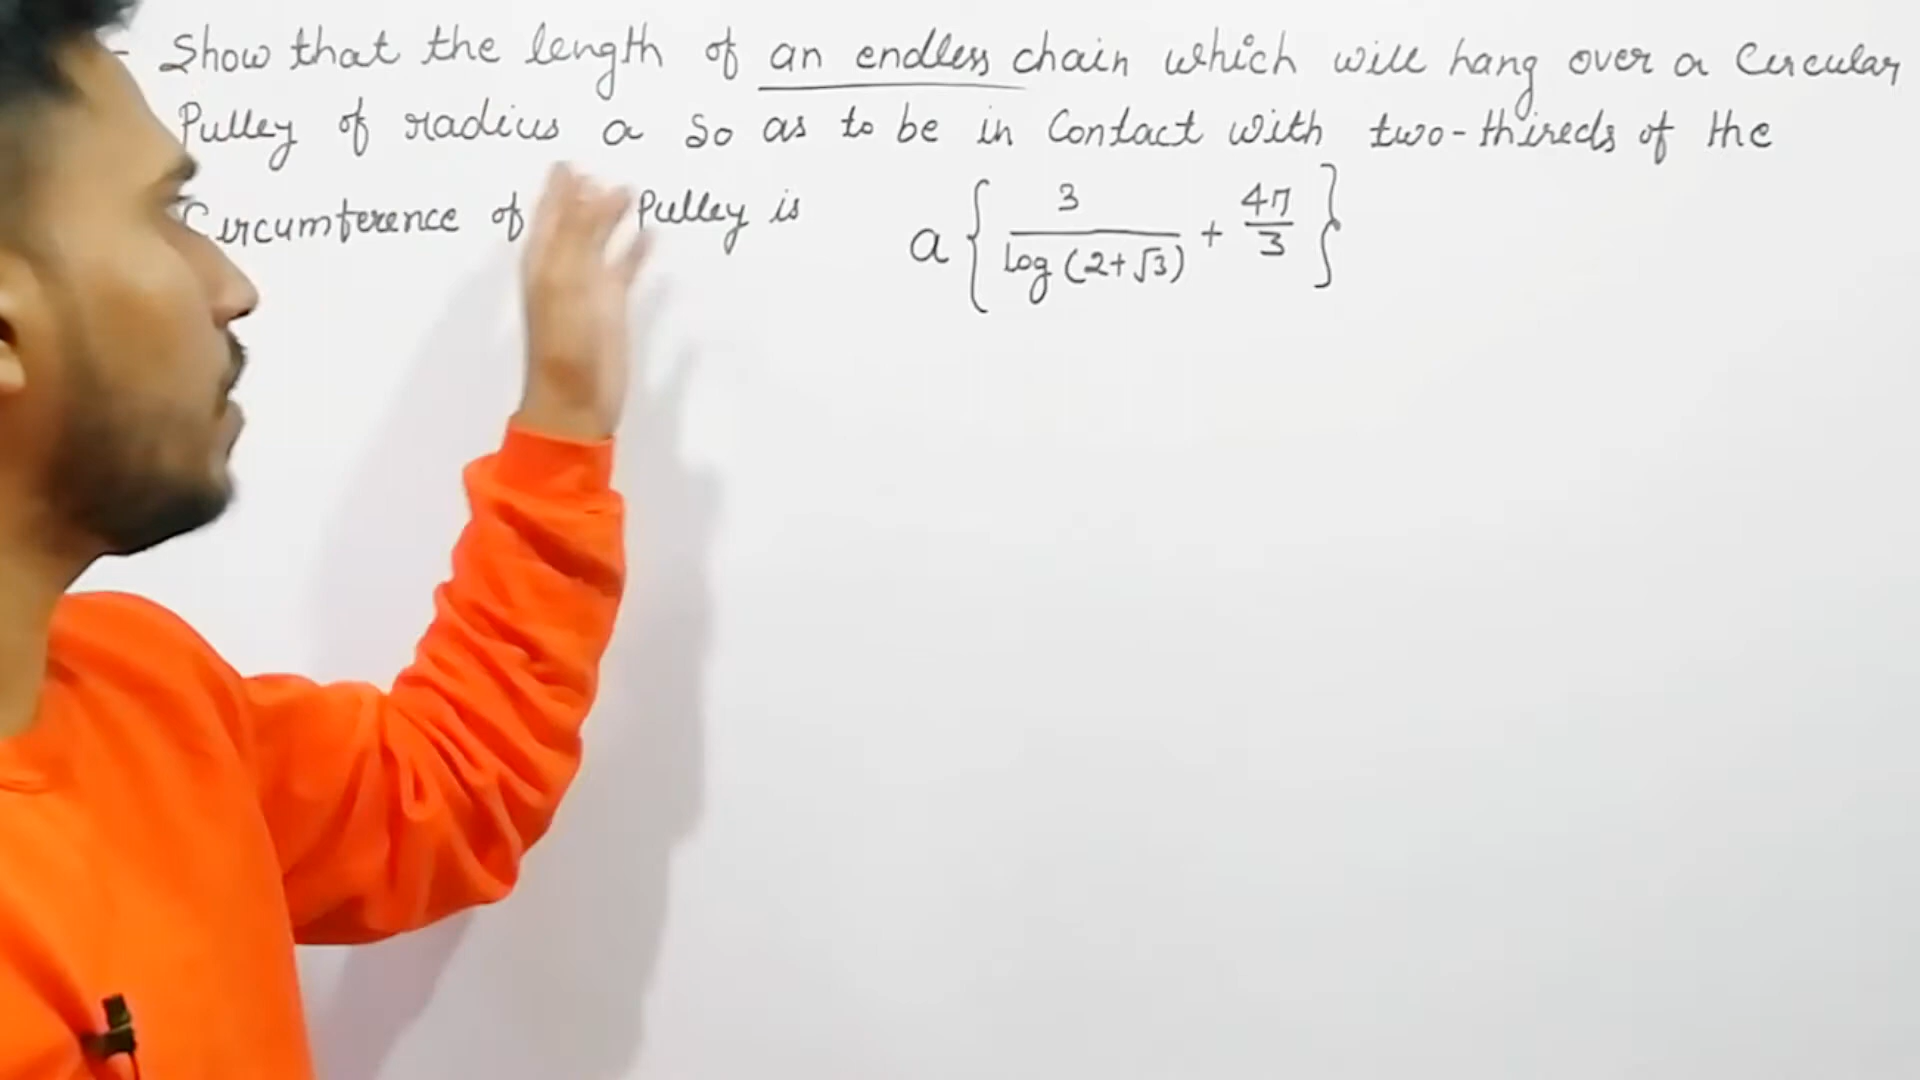 - Show that the length of an endless chain which will hang over a Circular
Pulley of radius a so as to be in Contact with two-thireds of the
Circumference of Pulley is a { 3/log(2+√3) + 4π/3 }